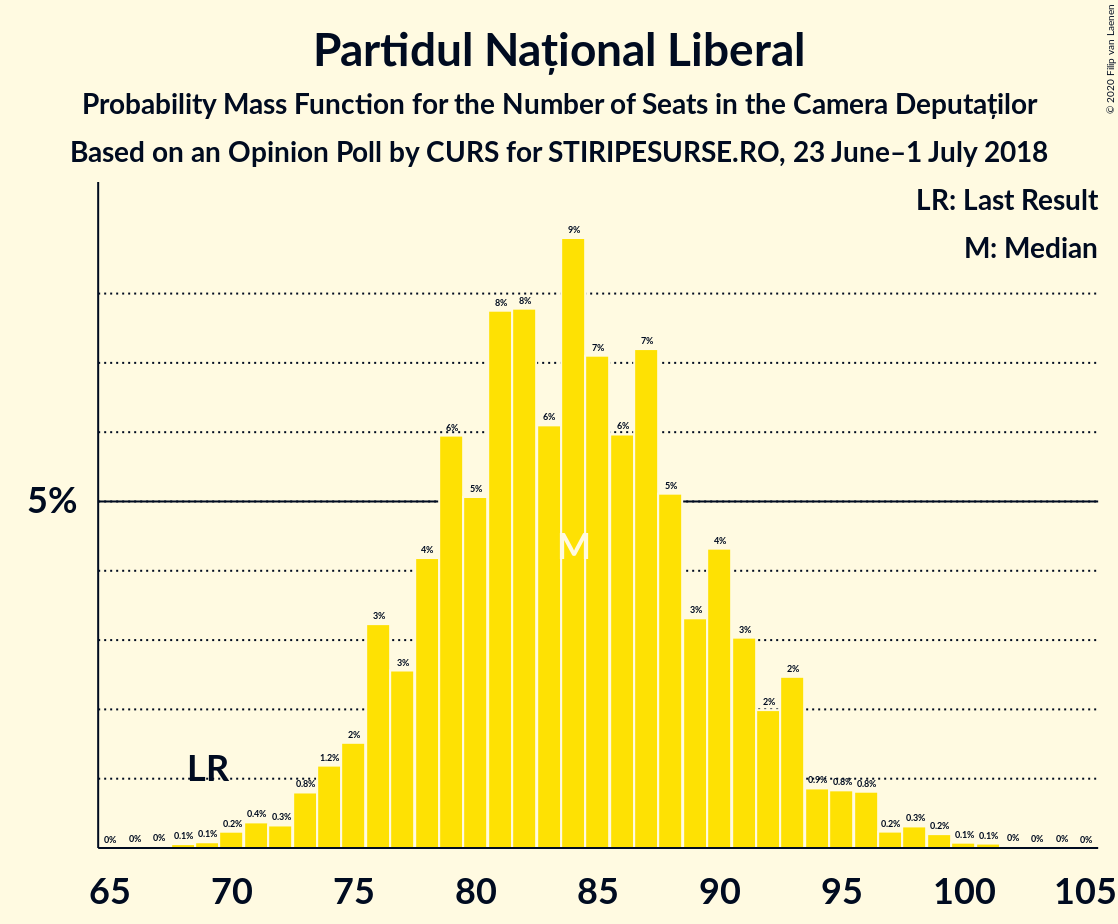 Partidul Național Liberal
Probability Mass Function for the Number of Seats in the Camera Deputaților
Based on an Opinion Poll by CURS for STIRIPESURSE.RO, 23 June–1 July 2018
© 2020 Filip van Laenen
LR: Last Result
M: Median
5%
LR
M
0% 0% 0% 0.1% 0.1% 0.2% 0.4% 0.3% 0.8% 1.2% 2% 3% 3% 4% 6% 5% 8% 8% 6% 9% 7% 6% 7% 5% 3% 4% 3% 2% 2% 0.9% 0.8% 0.8% 0.2% 0.3% 0.2% 0.1% 0.1% 0% 0% 0% 0%
65 70 75 80 85 90 95 100 105